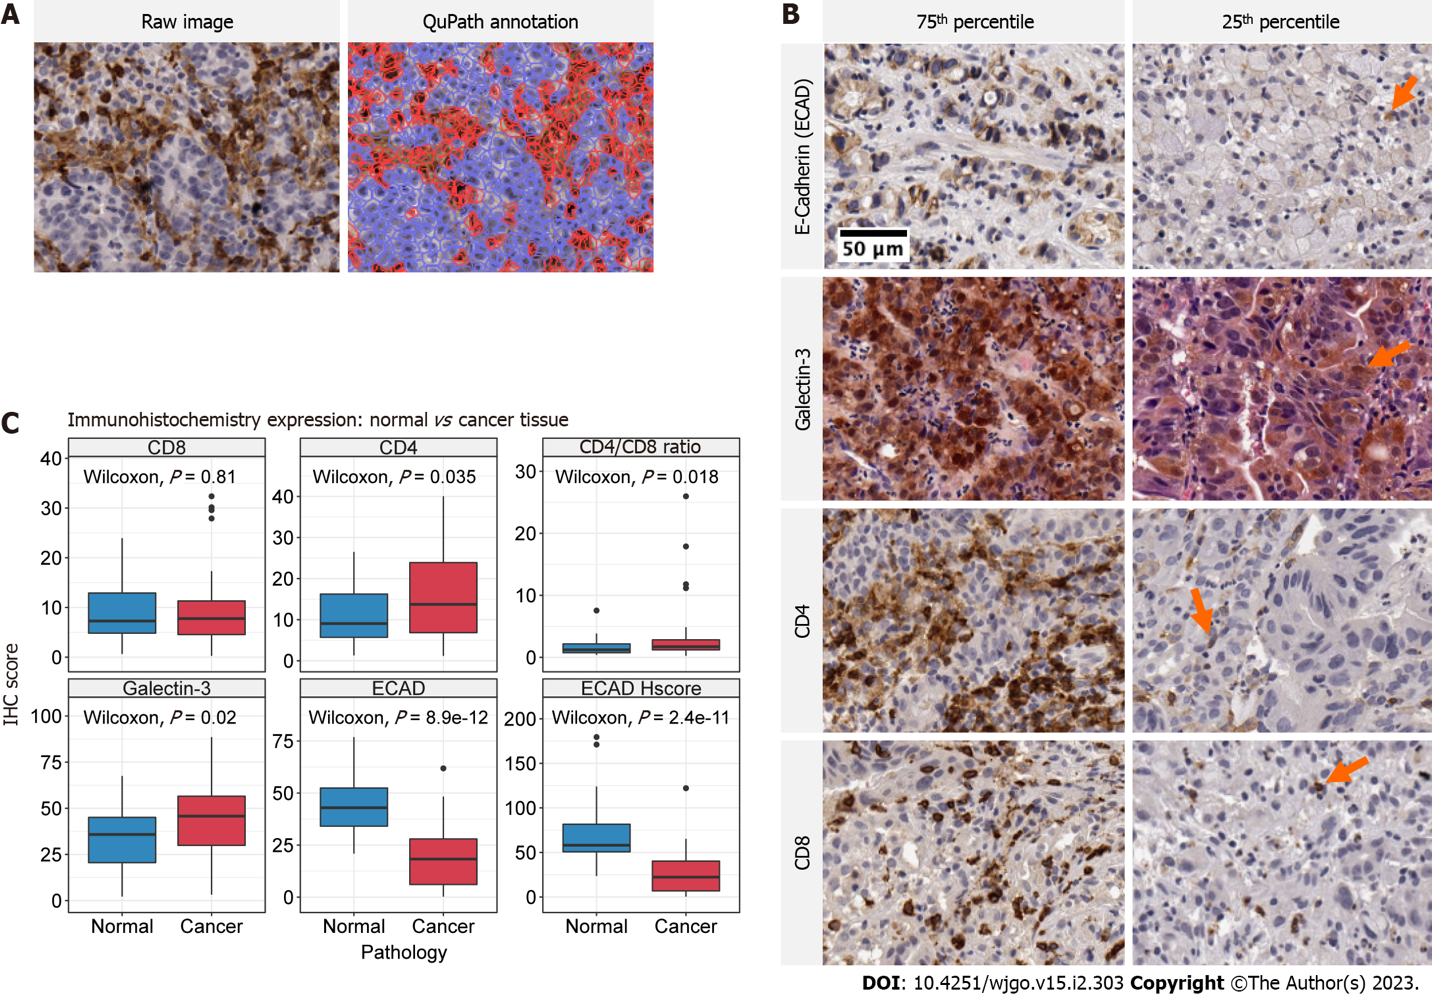 A
Raw image
QuPath annotation
B
75th percentile
25th percentile
E-Cadherin (ECAD)
50 µm
Galectin-3
CD4
CD8
C
Immunohistochemistry expression: normal vs cancer tissue
IHC score
CD8
Wilcoxon, P = 0.81
40
30
20
10
0
CD4
Wilcoxon, P = 0.035
40
30
20
10
0
CD4/CD8 ratio
Wilcoxon, P = 0.018
30
20
10
0
Galectin-3
Wilcoxon, P = 0.02
100
75
50
25
0
ECAD
Wilcoxon, P = 8.9e-12
75
50
25
0
ECAD Hscore
Wilcoxon, P = 2.4e-11
200
150
100
50
0
Normal Cancer
Normal Cancer
Normal Cancer
Pathology
DOI: 10.4251/wjgo.v15.i2.303 Copyright ©The Author(s) 2023.